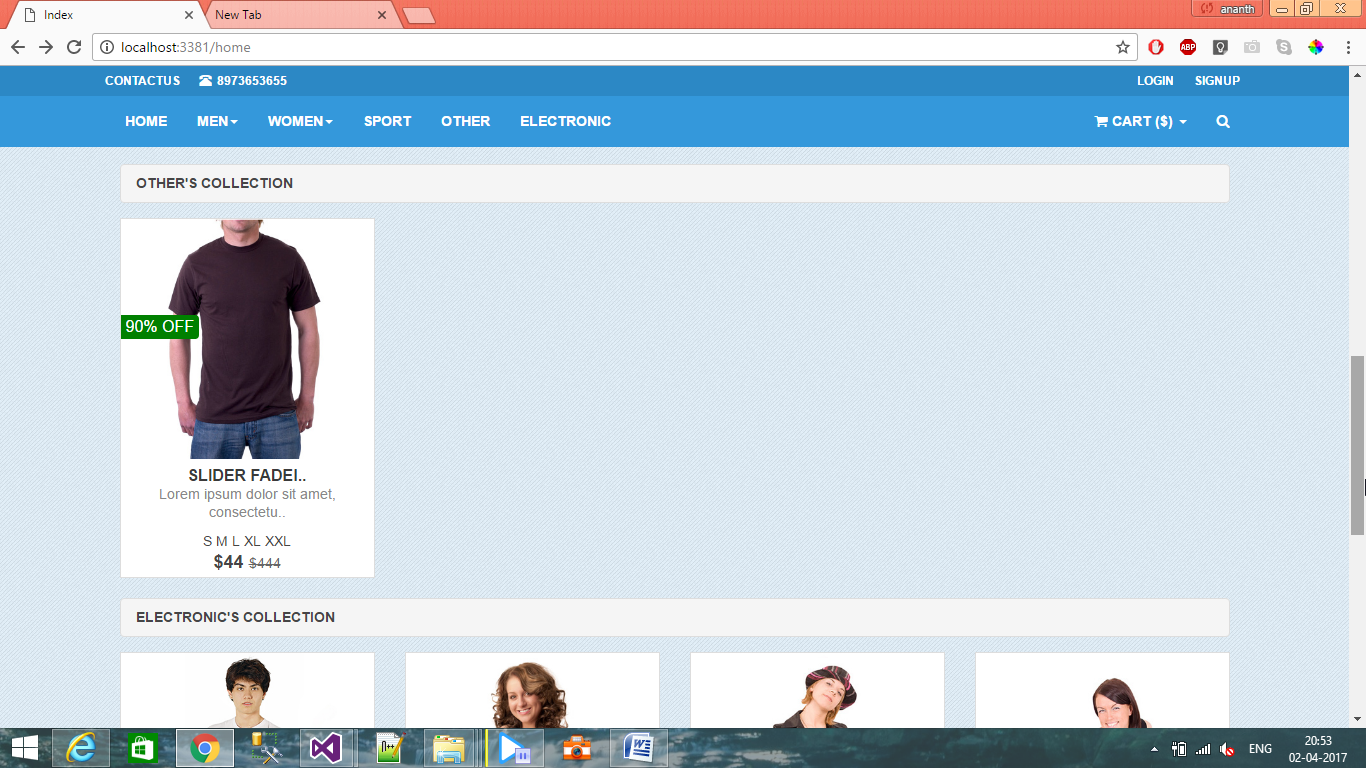 Index
New Tab
ananth
localhost:3381/home
ABP
CONTACTUS 8973653655
LOGIN SIGNUP
HOME MEN WOMEN SPORT OTHER ELECTRONIC
CART ($)
OTHER'S COLLECTION
90% OFF
SLIDER FADEI..
Lorem ipsum dolor sit amet,
consectetu..
S M L XL XXL
$44 $444
ELECTRONIC'S COLLECTION
ENG
20:53
02-04-2017